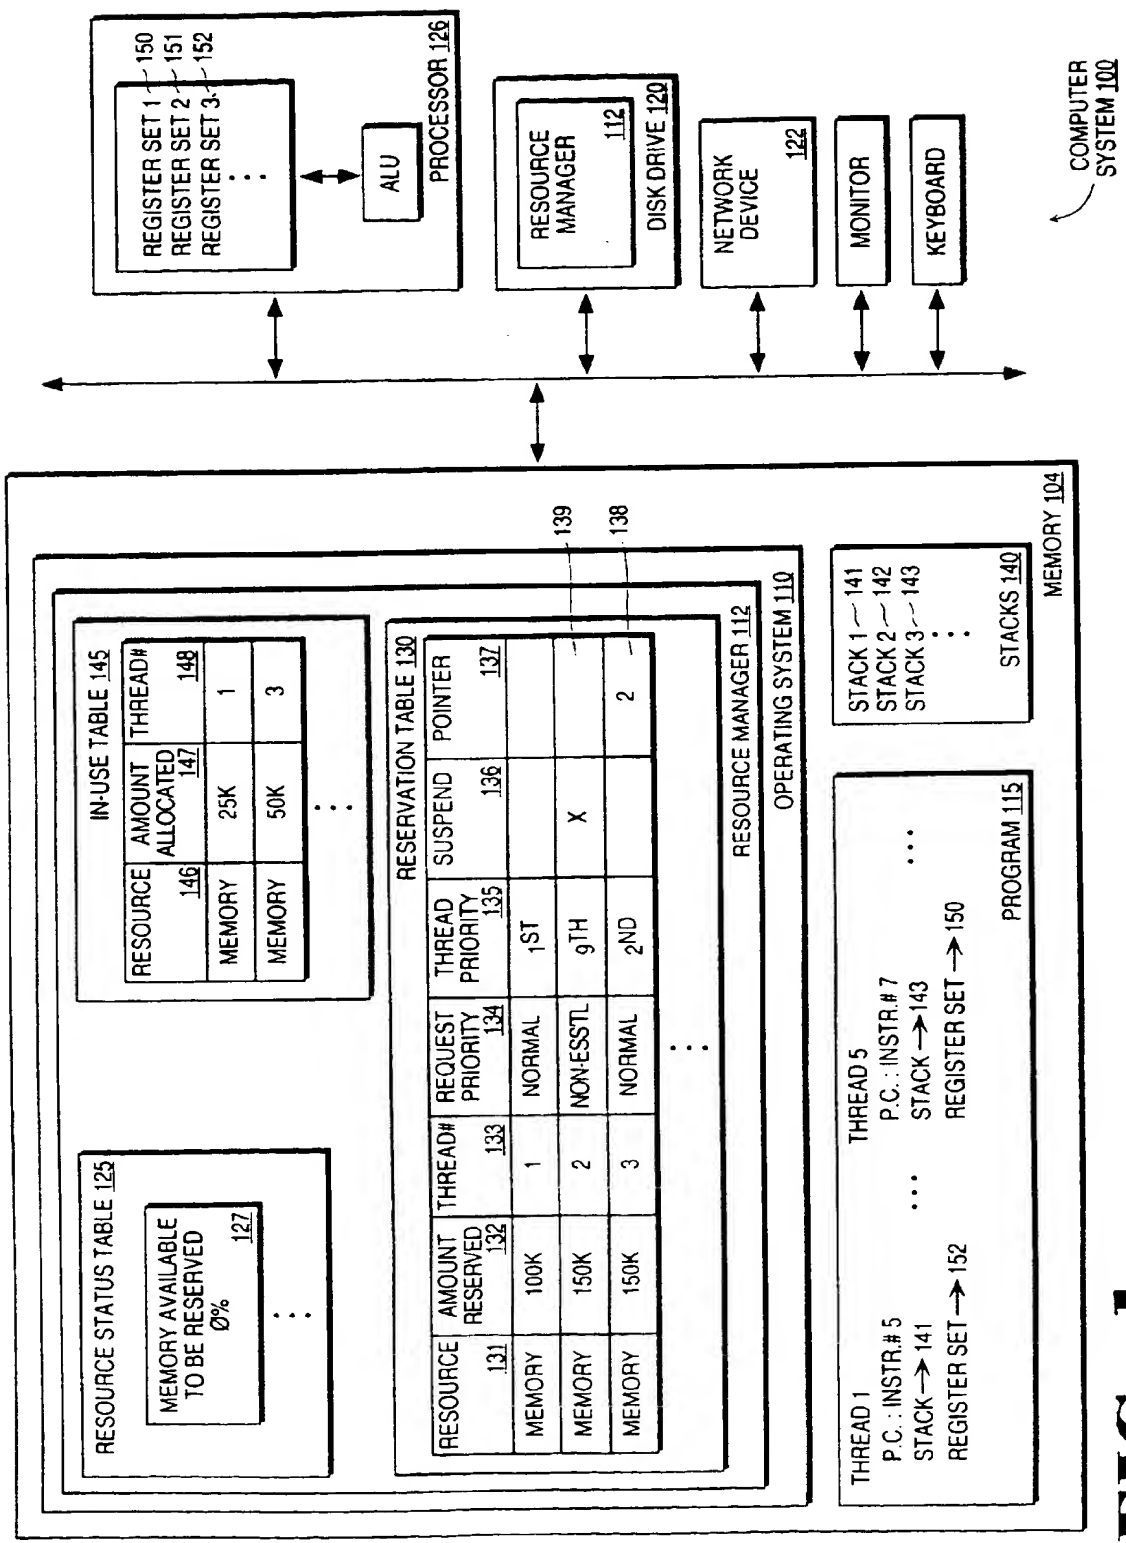 RESOURCE STATUS TABLE 125
MEMORY AVAILABLE
TO BE RESERVED
Ø%
127
IN-USE TABLE 145
RESOURCE 146 AMOUNT ALLOCATED 147 THREAD# 148
MEMORY 25K 1
MEMORY 50K 3
RESERVATION TABLE 130
RESOURCE 131 AMOUNT RESERVED 132 THREAD# 133 REQUEST PRIORITY 134 THREAD PRIORITY 135 SUSPEND 136 POINTER 137
MEMORY 100K 1 NORMAL 1ST
MEMORY 150K 2 NON-ESSTL 9TH X
139
MEMORY 150K 3 NORMAL 2ND 2
138
RESOURCE MANAGER 112
OPERATING SYSTEM 110
THREAD 1
P.C. : INSTR.# 5
STACK → 141
REGISTER SET → 152
...
THREAD 5
P.C. : INSTR.# 7
STACK → 143
REGISTER SET → 150
...
PROGRAM 115
STACK 1 ~ 141
STACK 2 ~ 142
STACK 3 ~ 143
STACKS 140
MEMORY 104
REGISTER SET 1 150
REGISTER SET 2 151
REGISTER SET 3 152
ALU
PROCESSOR 126
RESOURCE
MANAGER
112
DISK DRIVE 120
NETWORK
DEVICE
122
MONITOR
KEYBOARD
COMPUTER
SYSTEM 100